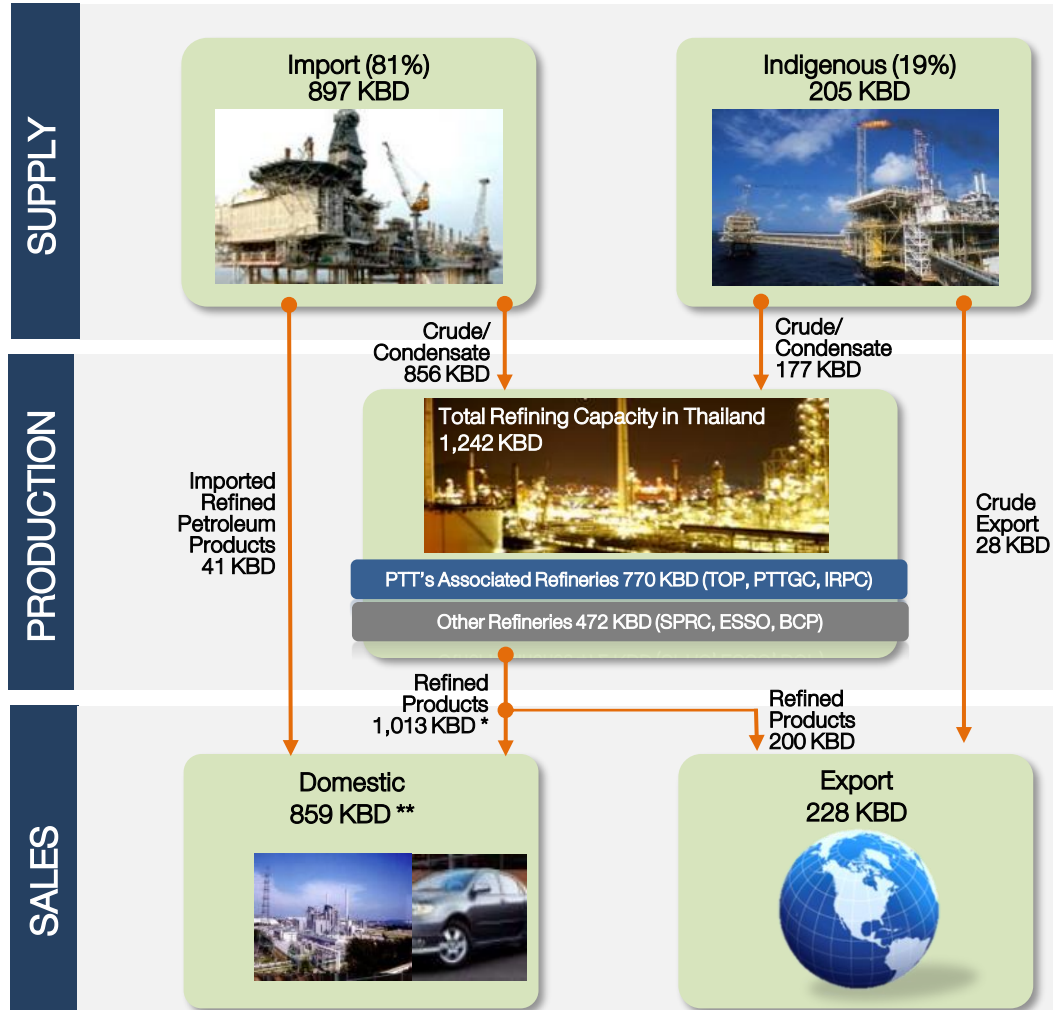 SUPPLY
Import (81%)
897 KBD
Indigenous (19%)
205 KBD
Crude/
Condensate
856 KBD
Crude/
Condensate
177 KBD
PRODUCTION
Total Refining Capacity in Thailand
1,242 KBD
Imported
Refined
Petroleum
Products
41 KBD
Crude
Export
28 KBD
PTT's Associated Refineries 770 KBD (TOP, PTTGC, IRPC)
Other Refineries 472 KBD (SPRC, ESSO, BCP)
Refined
Products
1,013 KBD *
Refined
Products
200 KBD
SALES
Domestic
859 KBD **
Export
228 KBD